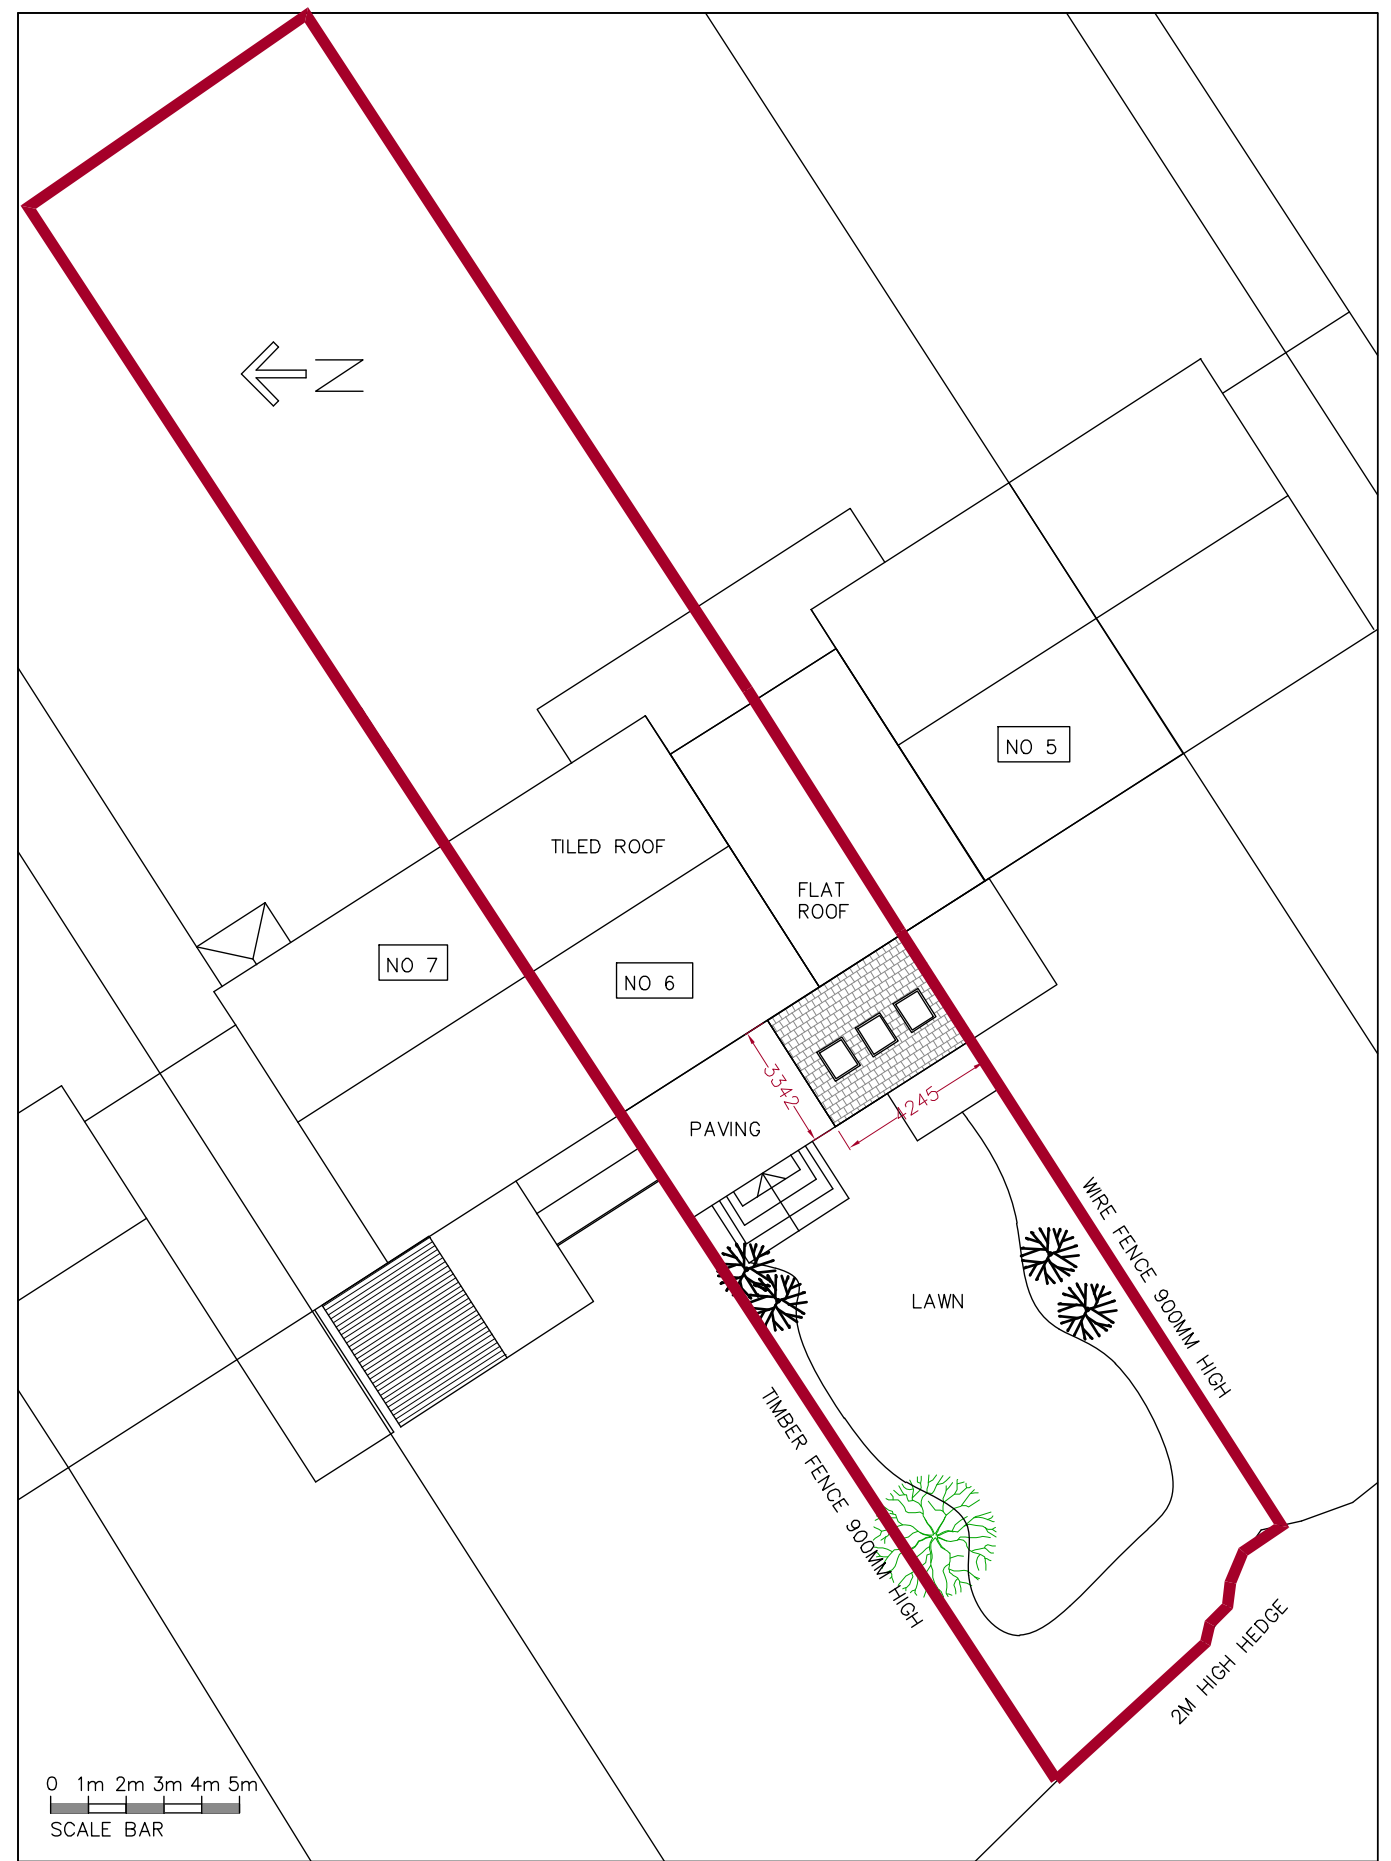 N
NO 5
TILED ROOF
FLAT
ROOF
NO 7
NO 6
3342
4245
PAVING
WIRE FENCE 900MM HIGH
LAWN
TIMBER FENCE 900MM HIGH
2M HIGH HEDGE
0 1m 2m 3m 4m 5m
SCALE BAR